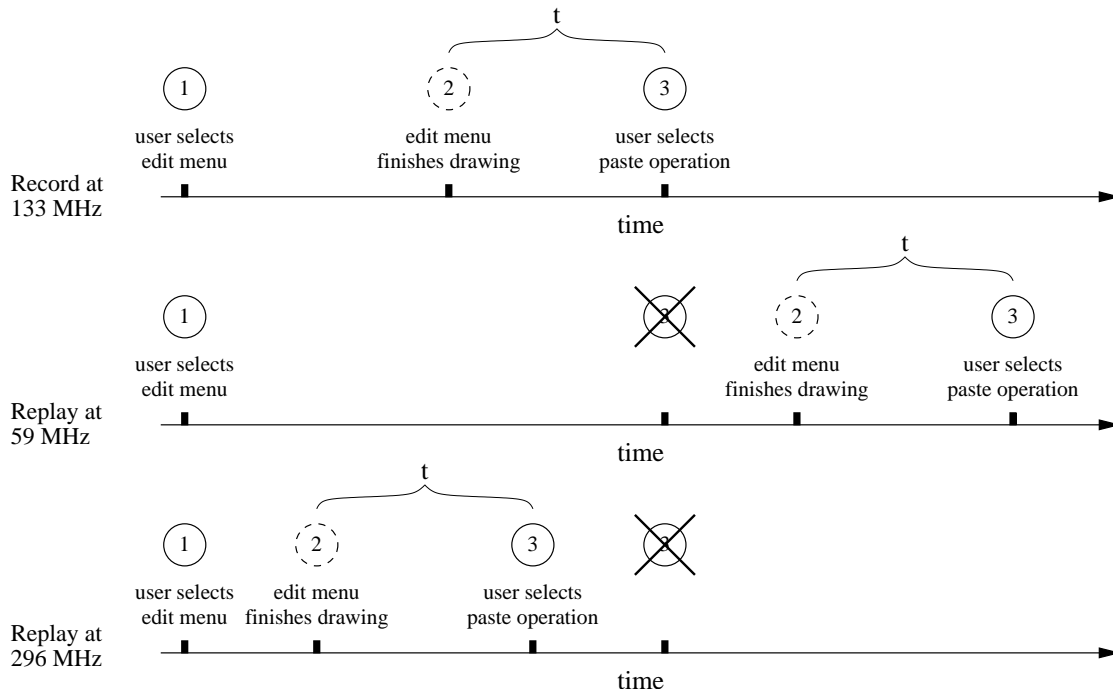 t
1
2
3
user selects
edit menu
edit menu
finishes drawing
user selects
paste operation
Record at
133 MHz
time
t
1
3
2
3
user selects
edit menu
edit menu
finishes drawing
user selects
paste operation
Replay at
59 MHz
time
t
1
2
3
3
user selects
edit menu
edit menu
finishes drawing
user selects
paste operation
Replay at
296 MHz
time